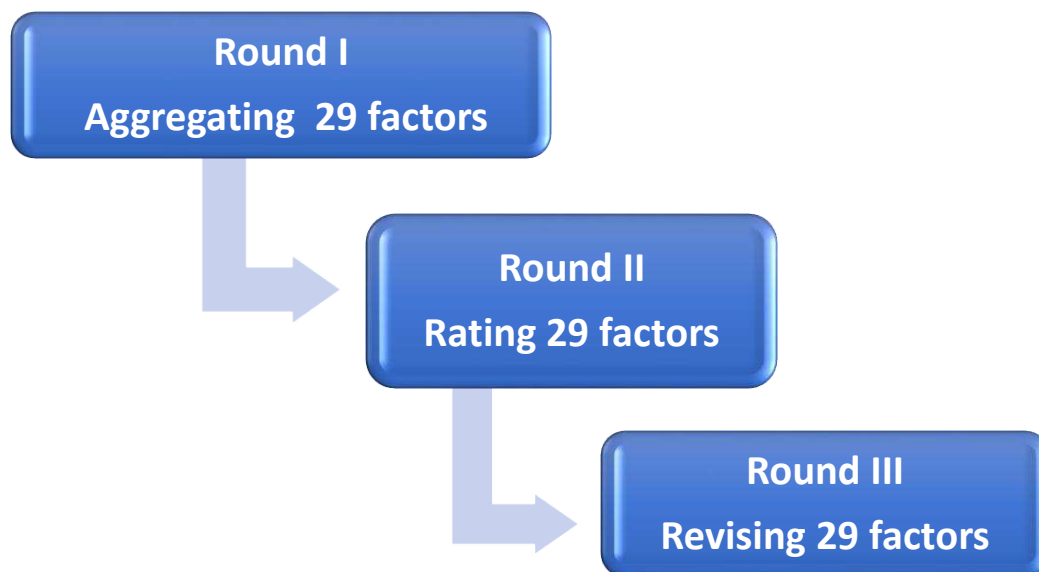 Round I
Aggregating  29 factors
Round II
Rating 29 factors
Round III
Revising 29 factors